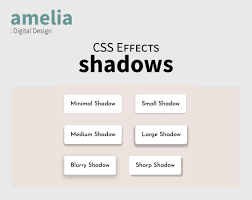 amelia
: Digital Design
CSS EFFECTS
shadows
Minimal Shadow
Small Shadow
Medium Shadow
Large Shadow
Blurry Shadow
Sharp Shadow